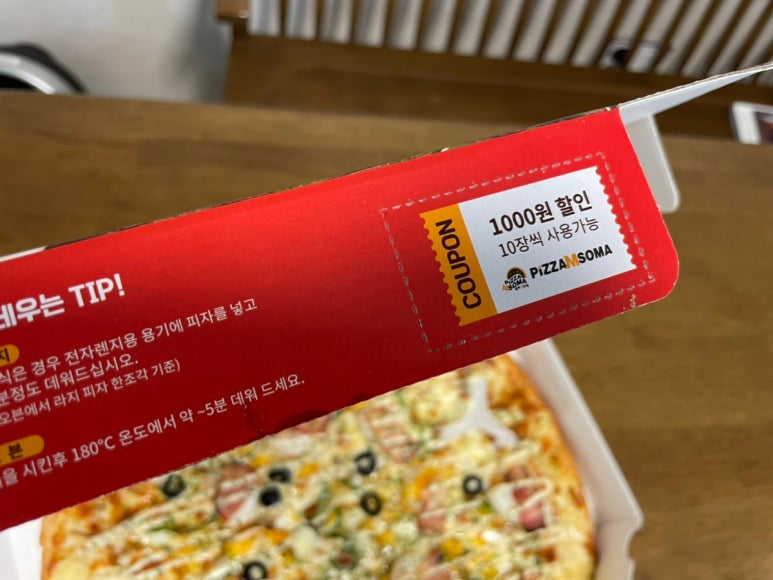 데우는 TIP!
식은 경우 전자렌지용 용기에 피자를 넣고
분정도 데워드십시오.
오븐에서 라지 피자 한조각 기준)
븐
을 시킨후 180℃ 온도에서 약 ~5분 데워 드세요.
COUPON
1000원 할인
10장씩 사용가능
PIZZA SOMA
PIZZAMSOMA